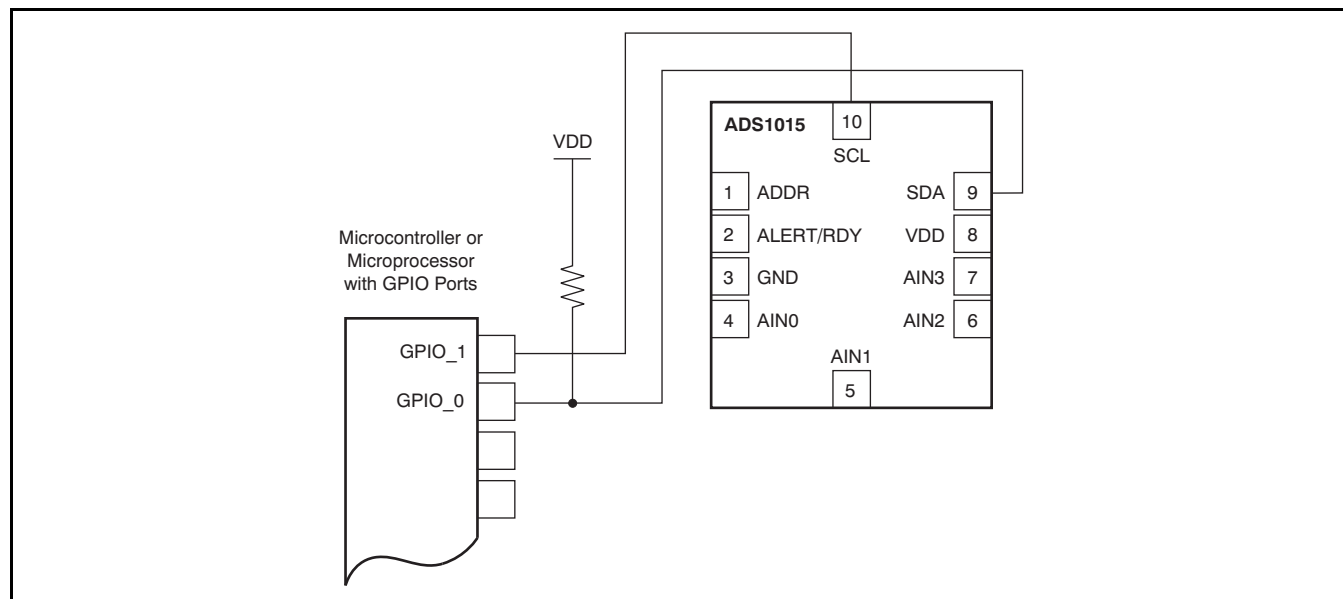 ADS1015
10
SCL
VDD
1 ADDR
SDA 9
2 ALERT/RDY
VDD 8
Microcontroller or
Microprocessor
with GPIO Ports
3 GND
AIN3 7
4 AIN0
AIN2 6
GPIO_1
AIN1
5
GPIO_0